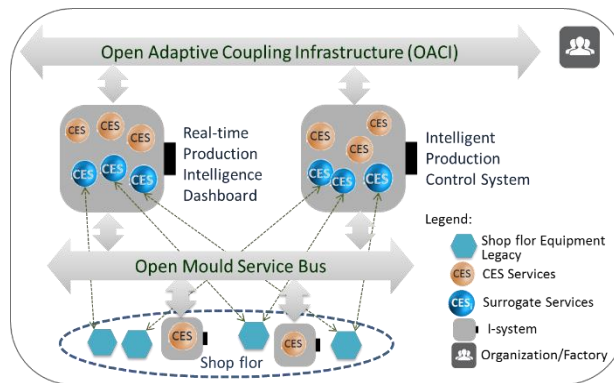 Open Adaptive Coupling Infrastructure (OACI)
CES CES CES
CES CES CES
Real-time
Production
Intelligence
Dashboard
CES CES
CES
CES CES CES
Intelligent
Production
Control System
Open Mould Service Bus
CES
CES
Shop flor
Legend:
Shop flor Equipment
Legacy
CES CES Services
CES Surrogate Services
I-system
Organization/Factory